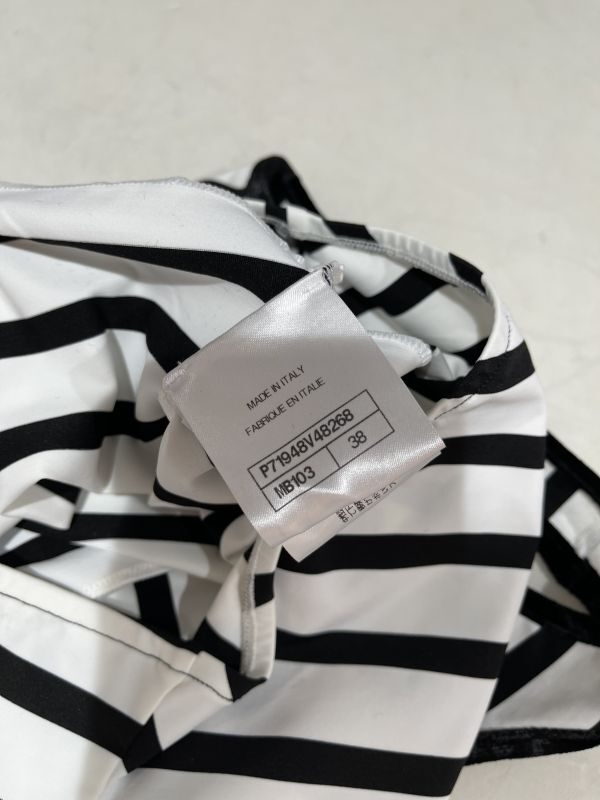 MADE IN ITALY
FABRIQUE EN ITALIE
P71948V48268
MB103 38